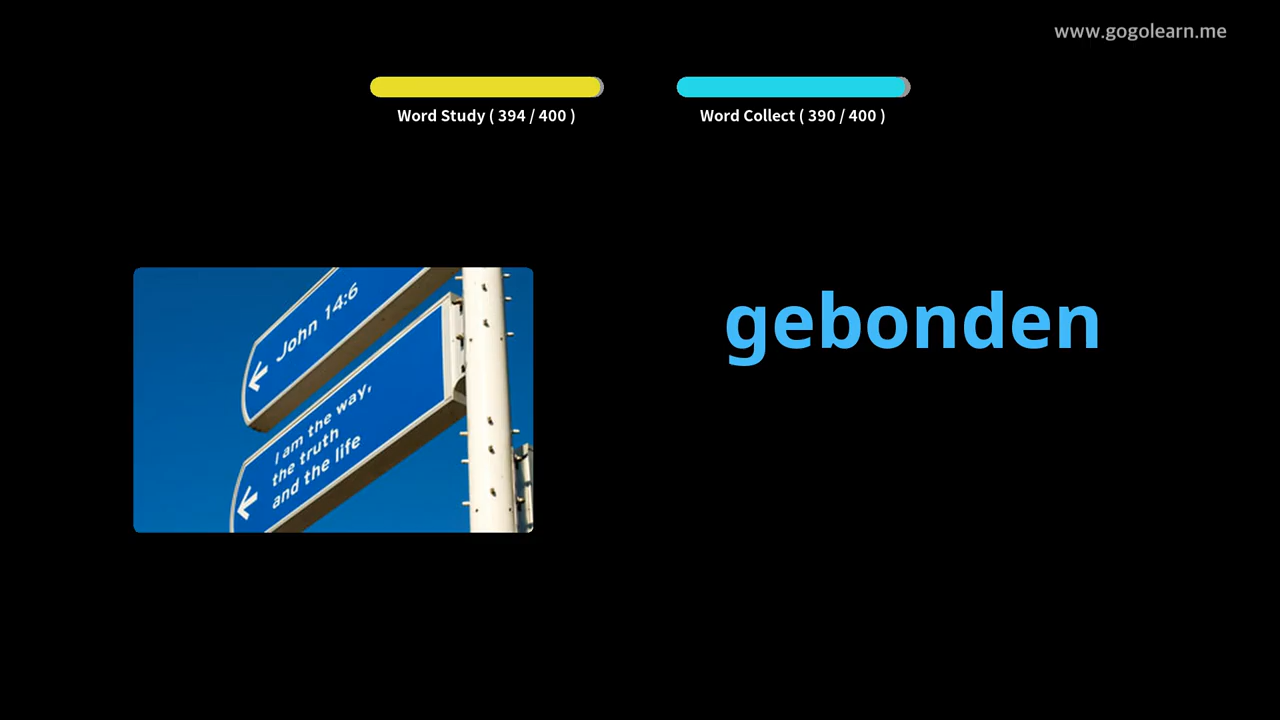 www.gogolearn.me
Word Study ( 394 / 400 )
Word Collect ( 390 / 400 )
John 14:6
I am the way,
the truth
and the life
gebonden